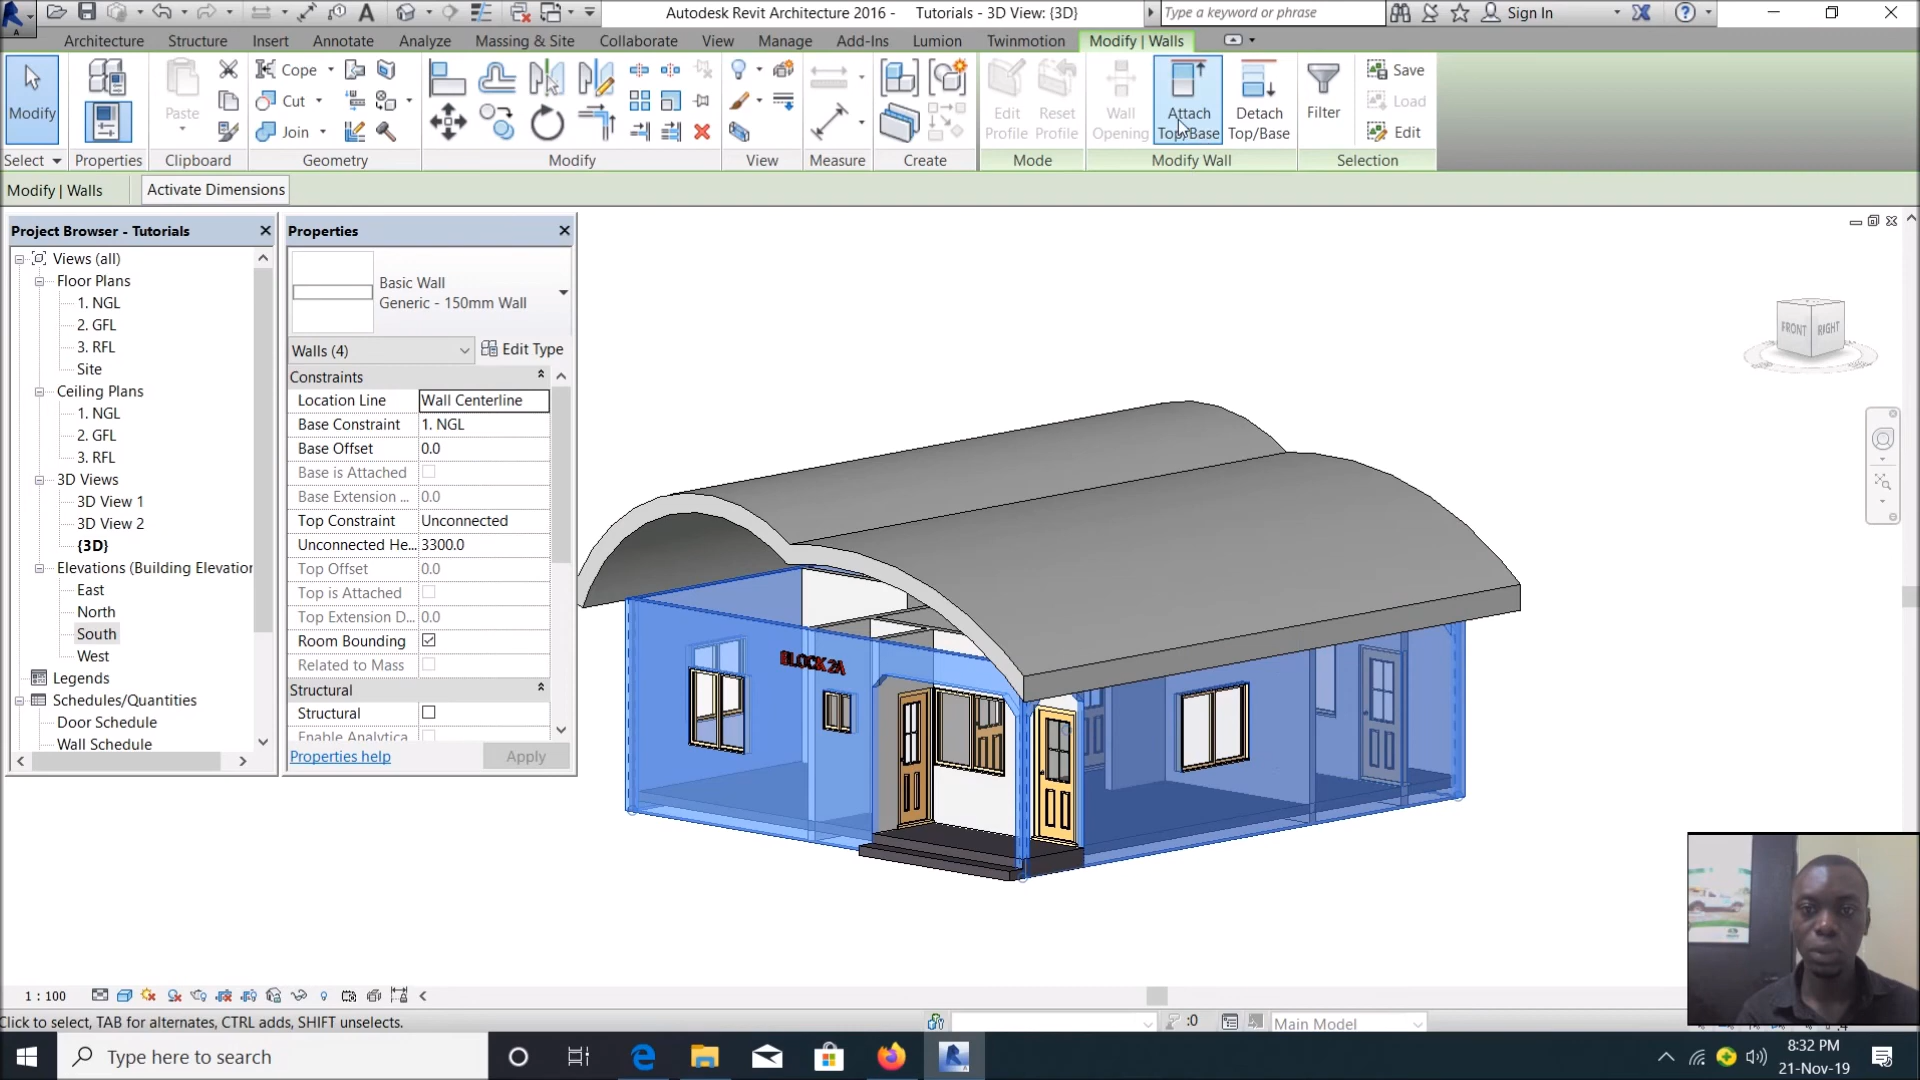 Autodesk Revit Architecture 2016 - Tutorials - 3D View: {3D}
Type a keyword or phrase
Sign In
Architecture Structure Insert Annotate Analyze Massing & Site Collaborate View Manage Add-Ins Lumion Twinmotion Modify | Walls
Modify
Paste
Cope
Cut
Join
Edit Profile
Reset Profile
Wall Opening
Attach Top/Base
Detach Top/Base
Filter
Save
Load
Edit
Select Properties Clipboard Geometry Modify View Measure Create Mode Modify Wall Selection
Modify | Walls Activate Dimensions
Project Browser - Tutorials
Views (all)
Floor Plans
1. NGL
2. GFL
3. RFL
Site
Ceiling Plans
1. NGL
2. GFL
3. RFL
3D Views
3D View 1
3D View 2
{3D}
Elevations (Building Elevation
East
North
South
West
Legends
Schedules/Quantities
Door Schedule
Wall Schedule
Properties
Basic Wall
Generic - 150mm Wall
Walls (4) Edit Type
Constraints
Location Line Wall Centerline
Base Constraint 1. NGL
Base Offset 0.0
Base is Attached
Base Extension ... 0.0
Top Constraint Unconnected
Unconnected He... 3300.0
Top Offset 0.0
Top is Attached
Top Extension D... 0.0
Room Bounding
Related to Mass
Structural
Structural
Enable Analytica
Properties help Apply
FRONT RIGHT
BLOCK 2A
1 : 100
Click to select, TAB for alternates, CTRL adds, SHIFT unselects.
:0
Main Model
Type here to search
8:32 PM
21-Nov-19